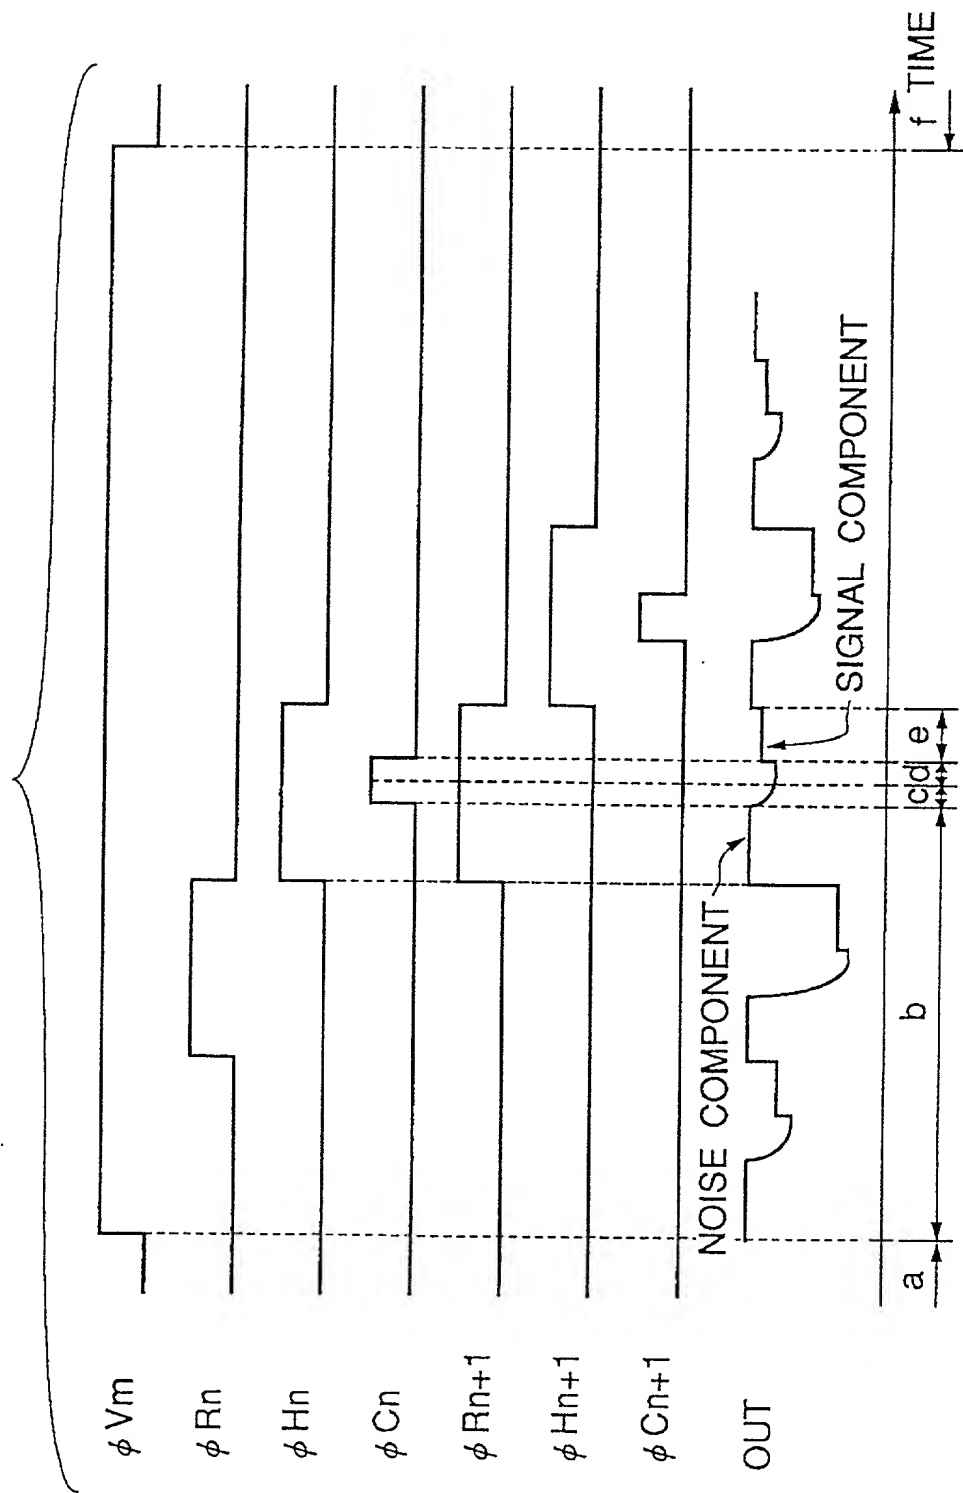 φVm
φRn
φHn
φCn
φRn+1
φHn+1
φCn+1
OUT
NOISE COMPONENT
SIGNAL COMPONENT
a
b
c
d
e
f
TIME